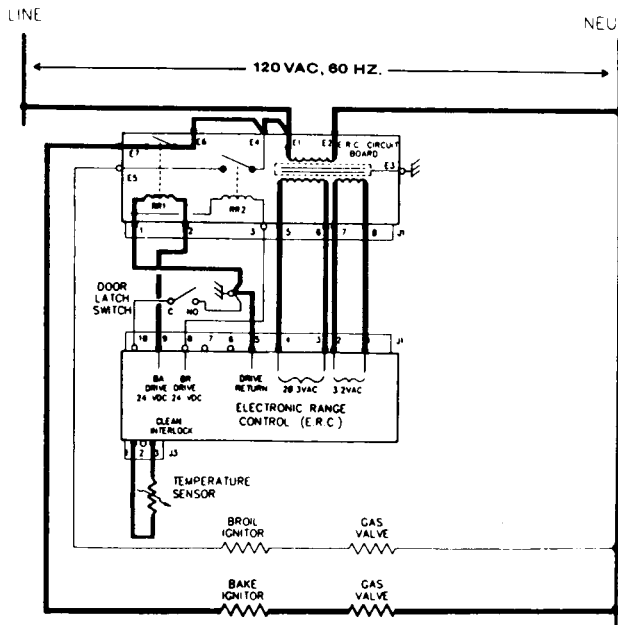 LINE
NEU
120 VAC, 60 HZ.
E7
E6
E4
E1
E2
E.R.C. CIRCUIT
BOARD
E3
E5
RR1
RR2
1 2 3 5 6 7 8 J1
DOOR
LATCH
SWITCH
C NO
10 9 8 7 6 5 4 3 2 J1
BA
DRIVE
24 VDC
BR
DRIVE
24 VDC
DRIVE
RETURN
28.3VAC
3.2VAC
ELECTRONIC RANGE
CONTROL (E.R.C)
CLEAN
INTERLOCK
1 2 3 J3
TEMPERATURE
SENSOR
BROIL
IGNITOR
GAS
VALVE
BAKE
IGNITOR
GAS
VALVE